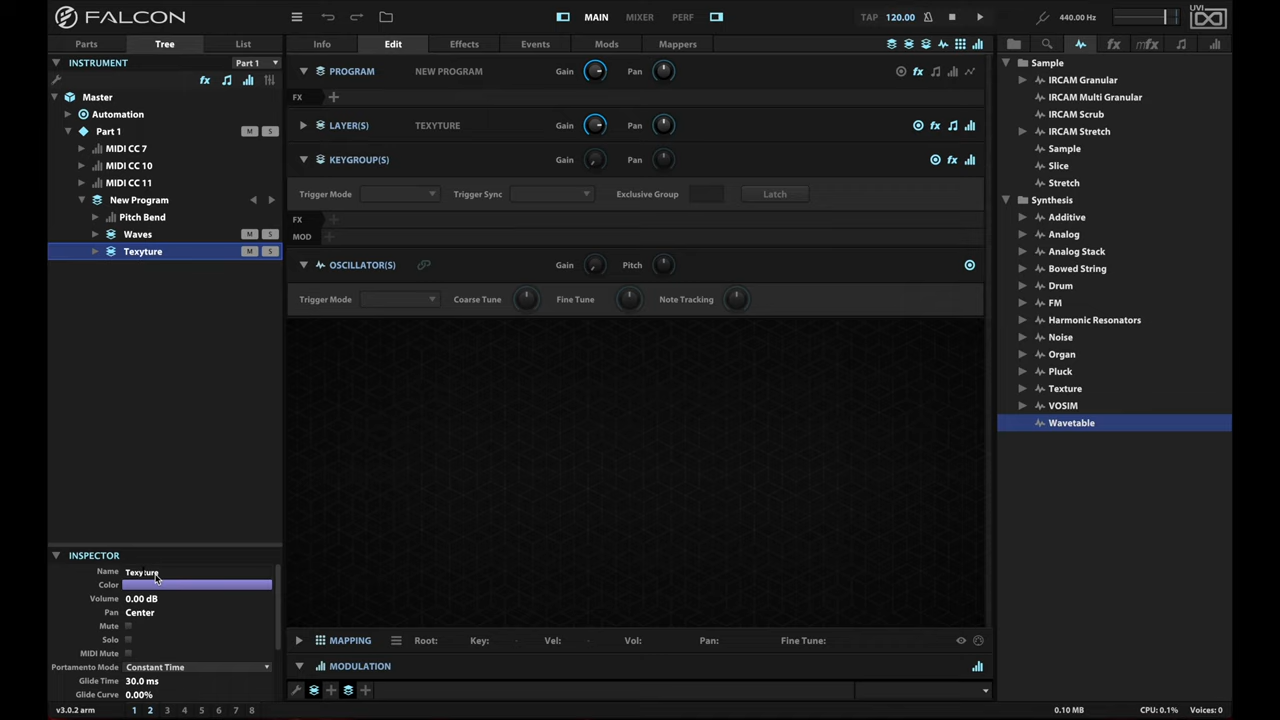 FALCON
MAIN
MIXER
PERF
TAP 120.00
440.00 Hz
UVI
Parts
Tree
List
Info
Edit
Effects
Events
Mods
Mappers
INSTRUMENT
Part 1
Master
Automation
Part 1
M S
MIDI CC 7
MIDI CC 10
MIDI CC 11
New Program
Pitch Bend
Waves
M S
Texyture
M S
PROGRAM
NEW PROGRAM
Gain
Pan
fx
FX +
LAYER(S)
TEXYTURE
Gain
Pan
fx
KEYGROUP(S)
Gain
Pan
fx
Trigger Mode
Trigger Sync
Exclusive Group
Latch
FX +
MOD +
OSCILLATOR(S)
Gain
Pitch
Trigger Mode
Coarse Tune
Fine Tune
Note Tracking
Sample
IRCAM Granular
IRCAM Multi Granular
IRCAM Scrub
IRCAM Stretch
Sample
Slice
Stretch
Synthesis
Additive
Analog
Analog Stack
Bowed String
Drum
FM
Harmonic Resonators
Noise
Organ
Pluck
Texture
VOSIM
Wavetable
INSPECTOR
Name Texyture
Color
Volume 0.00 dB
Pan Center
Mute
Solo
MIDI Mute
Portamento Mode Constant Time
Glide Time 30.0 ms
Glide Curve 0.00%
MAPPING
Root:
Key:
Vel:
Vol:
Pan:
Fine Tune:
MODULATION
v3.0.2 arm
1 2 3 4 5 6 7 8
0.10 MB
CPU: 0.1%
Voices: 0